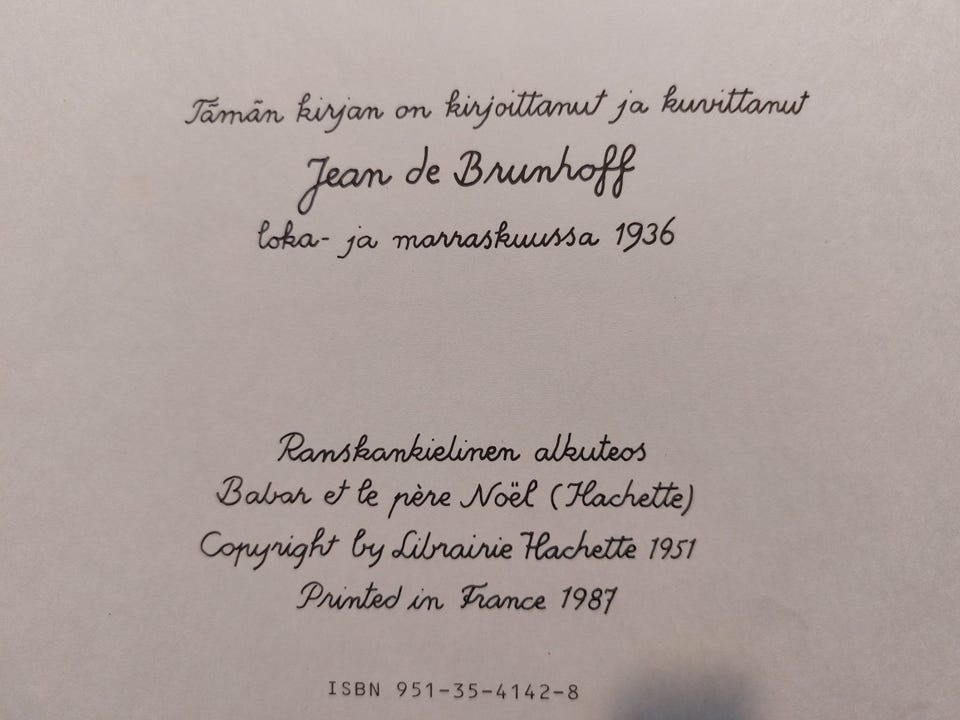 Tämän kirjan on kirjoittanut ja kuvittanut
Jean de Brunhoff
loka- ja marraskuussa 1936
Ranskankielinen alkuteos
Babar et le père Noël (Hachette)
Copyright by Librairie Hachette 1951
Printed in France 1987
ISBN 951-35-4142-8